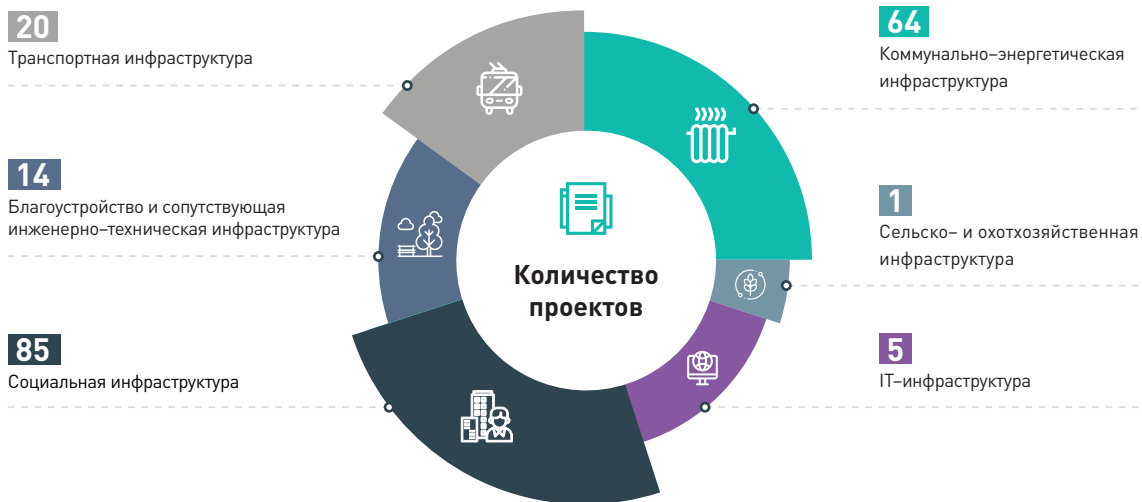 20
Транспортная инфраструктура
14
Благоустройство и сопутствующая
инженерно–техническая инфраструктура
85
Социальная инфраструктура
Количество
проектов
64
Коммунально–энергетическая
инфраструктура
1
Сельско– и охотхозяйственная
инфраструктура
5
IT–инфраструктура